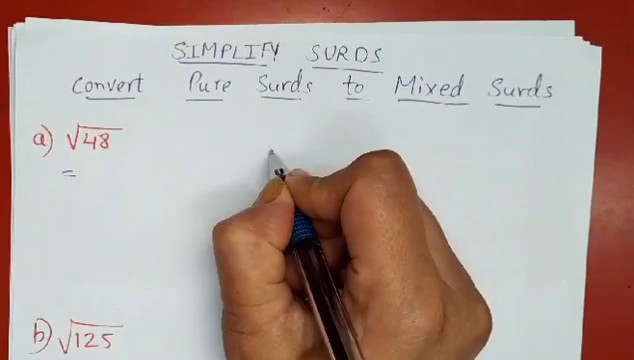 SIMPLIFY SURDS
Convert Pure Surds to Mixed Surds
a) √48
=
b) √125